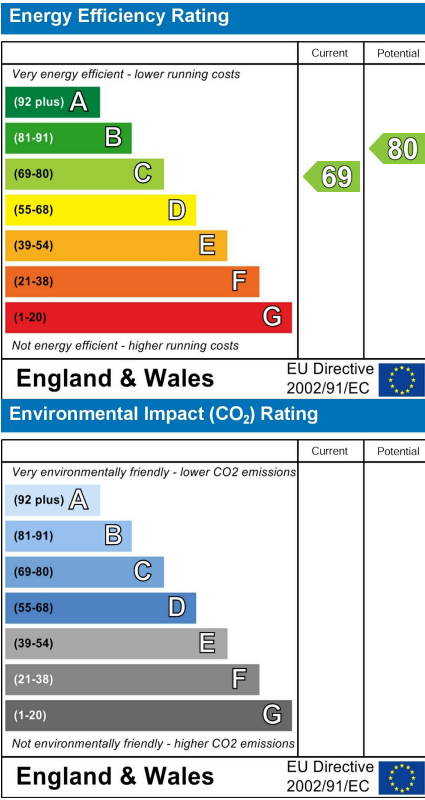 Energy Efficiency Rating
Current Potential
Very energy efficient - lower running costs
(92 plus) A
(81-91) B
80
(69-80) C
69
(55-68) D
(39-54) E
(21-38) F
(1-20) G
Not energy efficient - higher running costs
England & Wales
EU Directive
2002/91/EC
Environmental Impact (CO₂) Rating
Current Potential
Very environmentally friendly - lower CO2 emissions
(92 plus) A
(81-91) B
(69-80) C
(55-68) D
(39-54) E
(21-38) F
(1-20) G
Not environmentally friendly - higher CO2 emissions
England & Wales
EU Directive
2002/91/EC